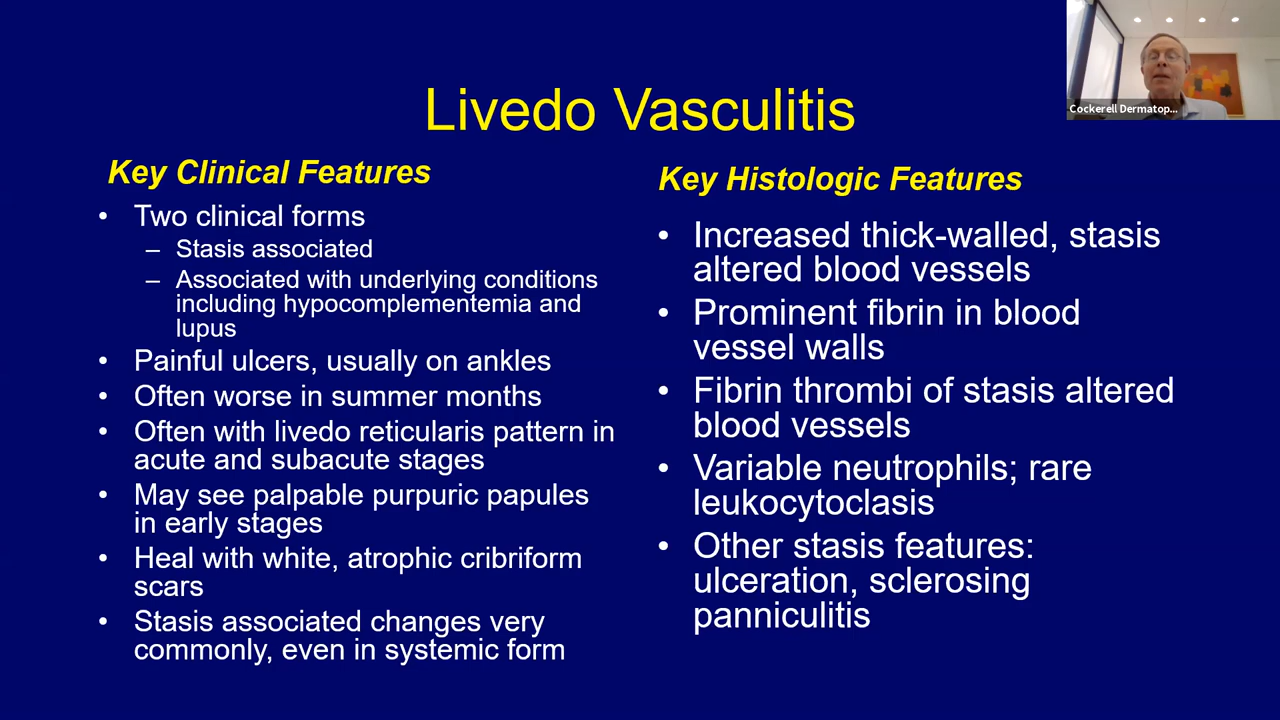 Livedo Vasculitis
Cockerell Dermatop...
Key Clinical Features
• Two clinical forms
– Stasis associated
– Associated with underlying conditions
including hypocomplementemia and
lupus
• Painful ulcers, usually on ankles
• Often worse in summer months
• Often with livedo reticularis pattern in
acute and subacute stages
• May see palpable purpuric papules
in early stages
• Heal with white, atrophic cribriform
scars
• Stasis associated changes very
commonly, even in systemic form
Key Histologic Features
• Increased thick-walled, stasis
altered blood vessels
• Prominent fibrin in blood
vessel walls
• Fibrin thrombi of stasis altered
blood vessels
• Variable neutrophils; rare
leukocytoclasis
• Other stasis features:
ulceration, sclerosing
panniculitis